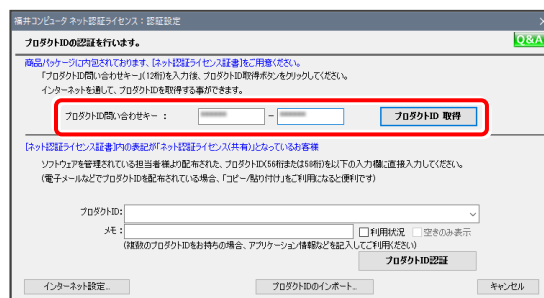 福井コンピュータ ネット認証ライセンス：認証設定
プロダクトIDの認証を行います。
Q&A
商品パッケージに内包されております、[ネット認証ライセンス証書]をご用意ください。
「プロダクトID問い合わせキー」(12桁)を入力後、プロダクトID取得ボタンをクリックしてください。
インターネットを通して、プロダクトIDを取得する事ができます。
プロダクトID問い合わせキー ：
-
プロダクトID 取得
[ネット認証ライセンス証書]内の表記が「ネット認証ライセンス(共有)」となっているお客様
ソフトウェアを管理されている担当者様より配布された、プロダクトID(56桁または58桁)を以下の入力欄に直接入力してください。
(電子メールなどでプロダクトIDを配布されている場合、「コピー/貼り付け」をご利用になると便利です)
プロダクトID:
メモ：
利用状況
空きのみ表示
(複数のプロダクトIDをお持ちの場合、アプリケーション情報などを記入してご利用ください)
プロダクトID認証
インターネット設定...
プロダクトIDのインポート...
キャンセル